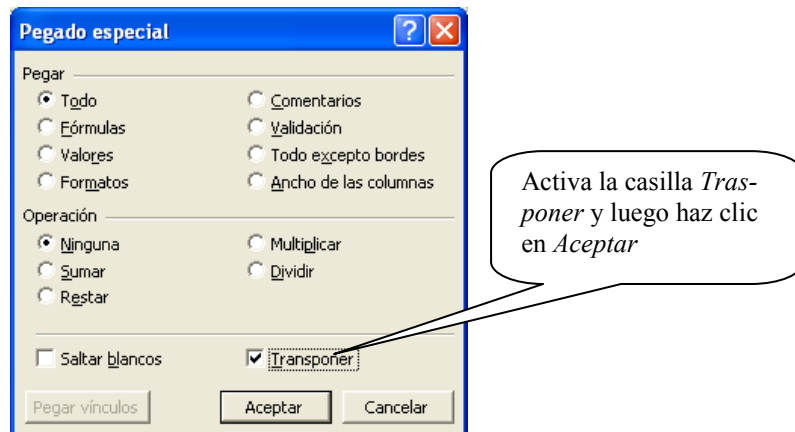 Pegado especial
Pegar
Todo
Fórmulas
Valores
Formatos
Comentarios
Validación
Todo excepto bordes
Ancho de las columnas
Operación
Ninguna
Sumar
Restar
Multiplicar
Dividir
Saltar blancos
Transponer
Pegar vínculos
Aceptar
Cancelar
Activa la casilla Tras-
poner y luego haz clic
en Aceptar